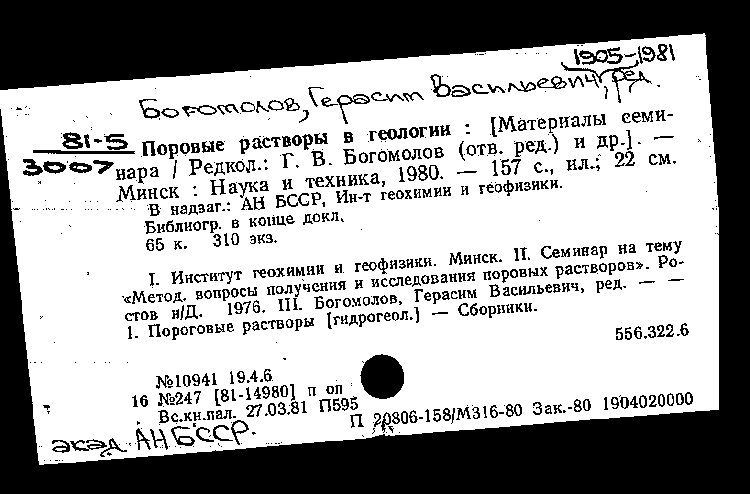 1905-1981
Богомолов, Герасим Васильевич, ред.
81-5
3007
Поровые растворы в геологии : [Материалы семи-
нара / Редкол.: Г. В. Богомолов (отв. ред.) и др.]. —
Минск : Наука и техника, 1980. — 157 с., ил.; 22 см.
В надзаг.: АН БССР, Ин-т геохимии и геофизики.
Библиогр. в конце докл.
65 к. 310 экз.
I. Институт геохимии и геофизики. Минск. II. Семинар на тему
«Метод. вопросы получения и исследования поровых растворов». Ро-
стов н/Д. 1976. III. Богомолов, Герасим Васильевич, ред. — —
1. Пороговые растворы [гидрогеол.] — Сборники.
556.322.6
№10941 19.4.6
16 №247 [81-14980] п оп
Вс.кн.пал. 27.03.81 П595
П 20806-158/М316-80 Зак.-80 1904020000
акад. АН БССР.